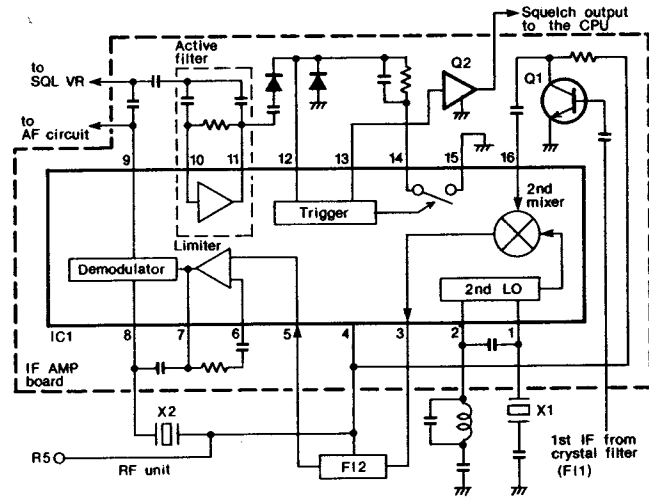 Squelch output
to the CPU
to
SQL VR
Active
filter
Q2
Q1
to
AF circuit
9
10
11
12
13
14
15
16
2nd
mixer
Trigger
Limiter
Demodulator
2nd LO
IC1
8
7
6
5
4
3
2
1
IF AMP
board
X2
X1
1st IF from
crystal filter
(FI1)
R5
RF unit
FI2